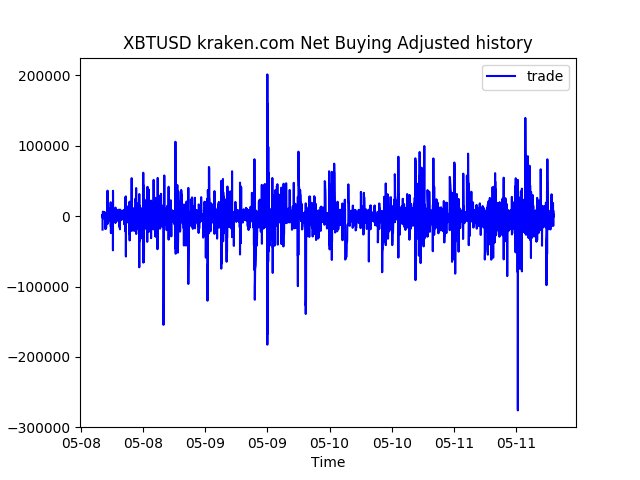 XBTUSD kraken.com Net Buying Adjusted history
trade
200000
100000
0
−100000
−200000
−300000
05-08 05-08 05-09 05-09 05-10 05-10 05-11 05-11
Time